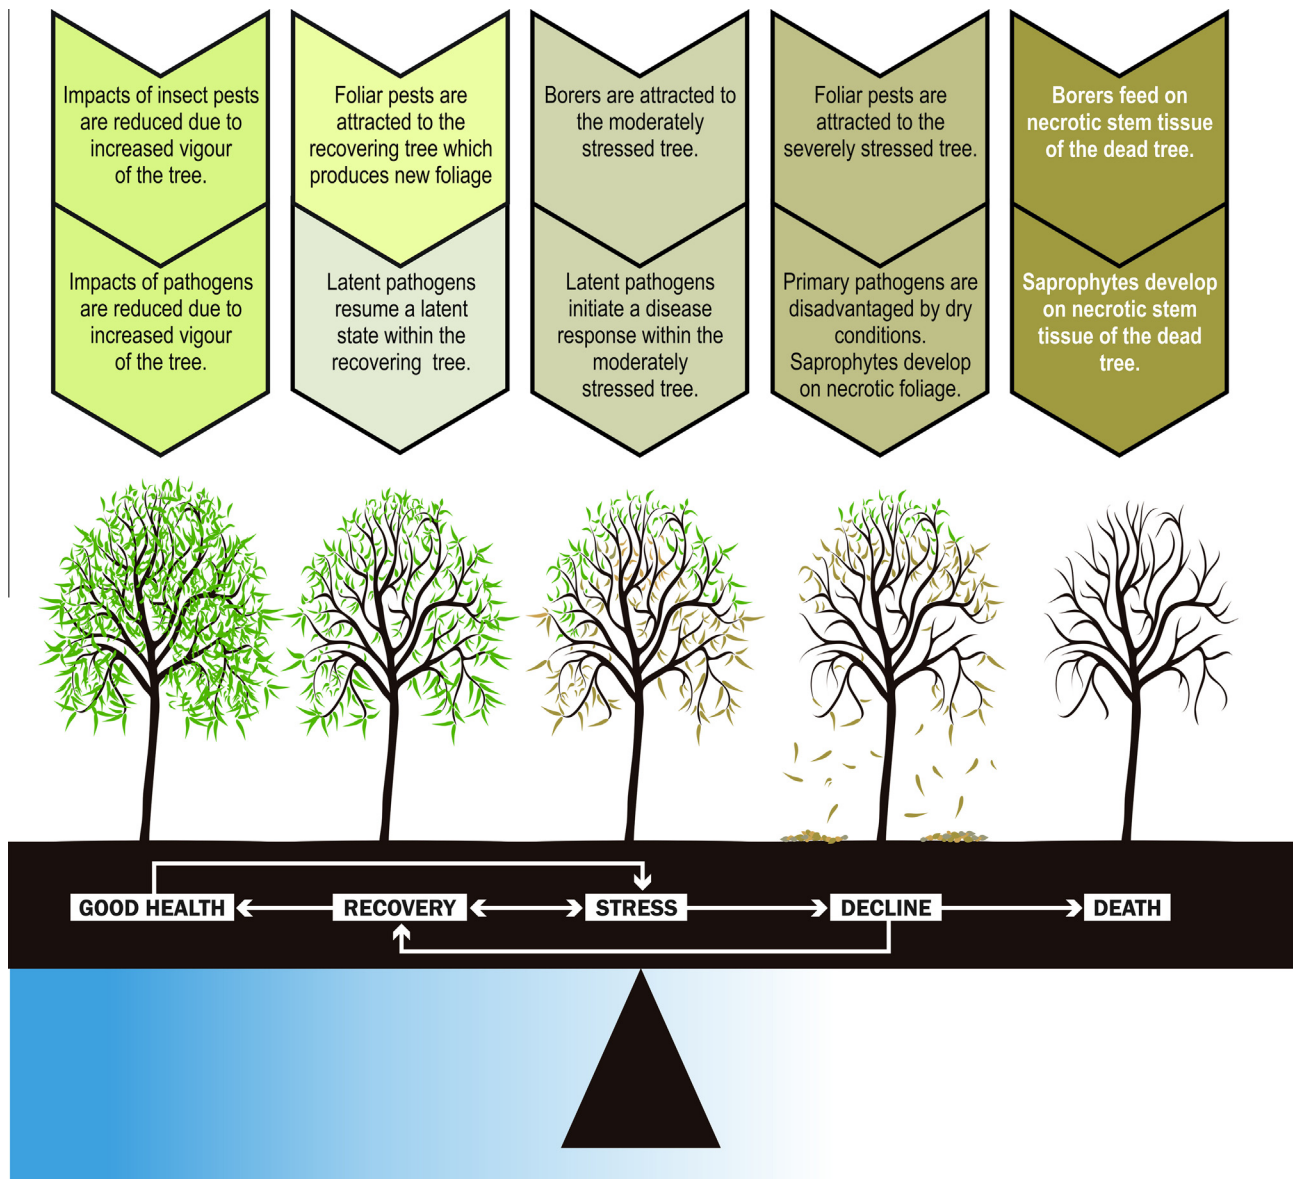 Impacts of insect pests
are reduced due to
increased vigour
of the tree.
Foliar pests are
attracted to the
recovering tree which
produces new foliage
Borers are attracted to
the moderately
stressed tree.
Foliar pests are
attracted to the
severely stressed tree.
Borers feed on
necrotic stem tissue
of the dead tree.
Impacts of pathogens
are reduced due to
increased vigour
of the tree.
Latent pathogens
resume a latent
state within the
recovering tree.
Latent pathogens
initiate a disease
response within the
moderately
stressed tree.
Primary pathogens are
disadvantaged by dry
conditions.
Saprophytes develop
on necrotic foliage.
Saprophytes develop
on necrotic stem
tissue of the dead
tree.
GOOD HEALTH
RECOVERY
STRESS
DECLINE
DEATH